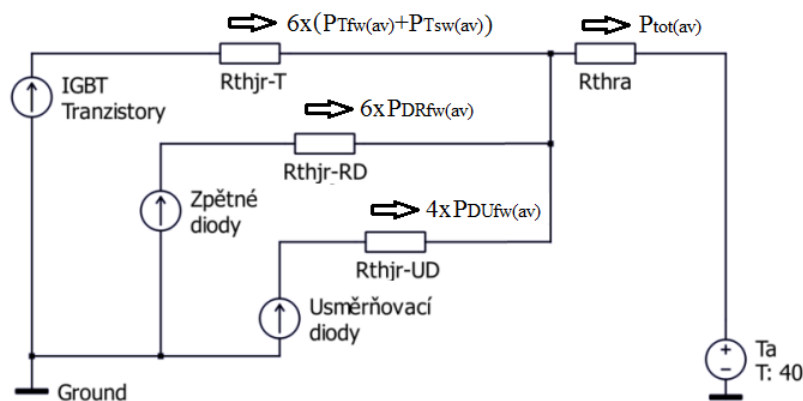 6x(PTfw(av)+PTsw(av))
Ptot(av)
IGBT
Tranzistory
Rthjr-T
Rthra
6xPDRfw(av)
Rthjr-RD
Zpětné
diody
4xPDUfw(av)
Rthjr-UD
Usměrňovací
diody
Ta
T: 40
Ground